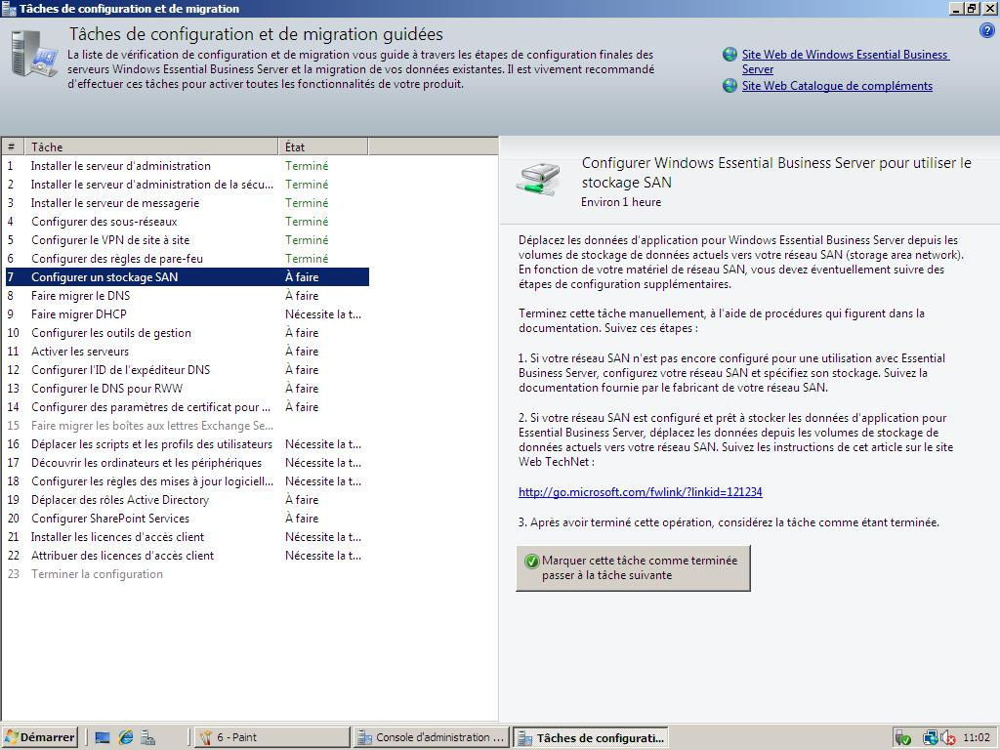 Tâches de configuration et de migration
Tâches de configuration et de migration guidées
La liste de vérification de configuration et de migration vous guide à travers les étapes de configuration finales des
serveurs Windows Essential Business Server et la migration de vos données existantes. Il est vivement recommandé
d'effectuer ces tâches pour activer toutes les fonctionnalités de votre produit.
Site Web de Windows Essential Business
Server
Site Web Catalogue de compléments
# Tâche État
1 Installer le serveur d'administration Terminé
2 Installer le serveur d'administration de la sécu... Terminé
3 Installer le serveur de messagerie Terminé
4 Configurer des sous-réseaux Terminé
5 Configurer le VPN de site à site Terminé
6 Configurer des règles de pare-feu Terminé
7 Configurer un stockage SAN À faire
8 Faire migrer le DNS À faire
9 Faire migrer DHCP Nécessite la t...
10 Configurer les outils de gestion À faire
11 Activer les serveurs À faire
12 Configurer l'ID de l'expéditeur DNS À faire
13 Configurer le DNS pour RWW À faire
14 Configurer des paramètres de certificat pour ... À faire
15 Faire migrer les boîtes aux lettres Exchange Se...
16 Déplacer les scripts et les profils des utilisateurs Nécessite la t...
17 Découvrir les ordinateurs et les périphériques Nécessite la t...
18 Configurer les règles des mises à jour logiciell... Nécessite la t...
19 Déplacer des rôles Active Directory À faire
20 Configurer SharePoint Services À faire
21 Installer les licences d'accès client Nécessite la t...
22 Attribuer des licences d'accès client Nécessite la t...
23 Terminer la configuration
Configurer Windows Essential Business Server pour utiliser le
stockage SAN
Environ 1 heure
Déplacez les données d'application pour Windows Essential Business Server depuis les
volumes de stockage de données actuels vers votre réseau SAN (storage area network).
En fonction de votre matériel de réseau SAN, vous devez éventuellement suivre des
étapes de configuration supplémentaires.
Terminez cette tâche manuellement, à l'aide de procédures qui figurent dans la
documentation. Suivez ces étapes :
1. Si votre réseau SAN n'est pas encore configuré pour une utilisation avec Essential
Business Server, configurez votre réseau SAN et spécifiez son stockage. Suivez la
documentation fournie par le fabricant de votre réseau SAN.
2. Si votre réseau SAN est configuré et prêt à stocker les données d'application pour
Essential Business Server, déplacez les données depuis les volumes de stockage de
données actuels vers votre réseau SAN. Suivez les instructions de cet article sur le site
Web TechNet :
http://go.microsoft.com/fwlink/?linkid=121234
3. Après avoir terminé cette opération, considérez la tâche comme étant terminée.
Marquer cette tâche comme terminée
passer à la tâche suivante
Démarrer
6 - Paint
Console d'administration ...
Tâches de configurati...
11:02